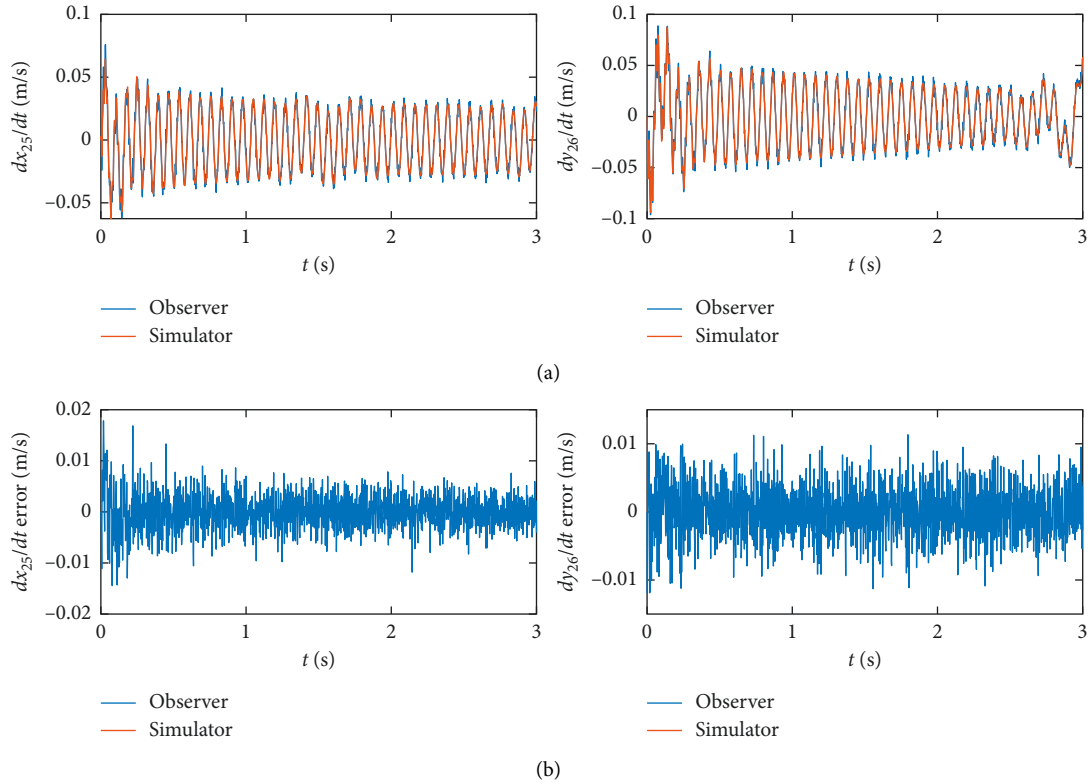 0.1
0.05
0
–0.05
dx₂₅/dt (m/s)
0 1 2 3
t (s)
Observer
Simulator
0.1
0.05
0
–0.05
–0.1
dy₂₆/dt (m/s)
0 1 2 3
t (s)
Observer
Simulator
(a)
0.02
0.01
0
–0.01
–0.02
dx₂₅/dt error (m/s)
0 1 2 3
t (s)
Observer
Simulator
0.01
0
–0.01
dy₂₆/dt error (m/s)
0 1 2 3
t (s)
Observer
Simulator
(b)